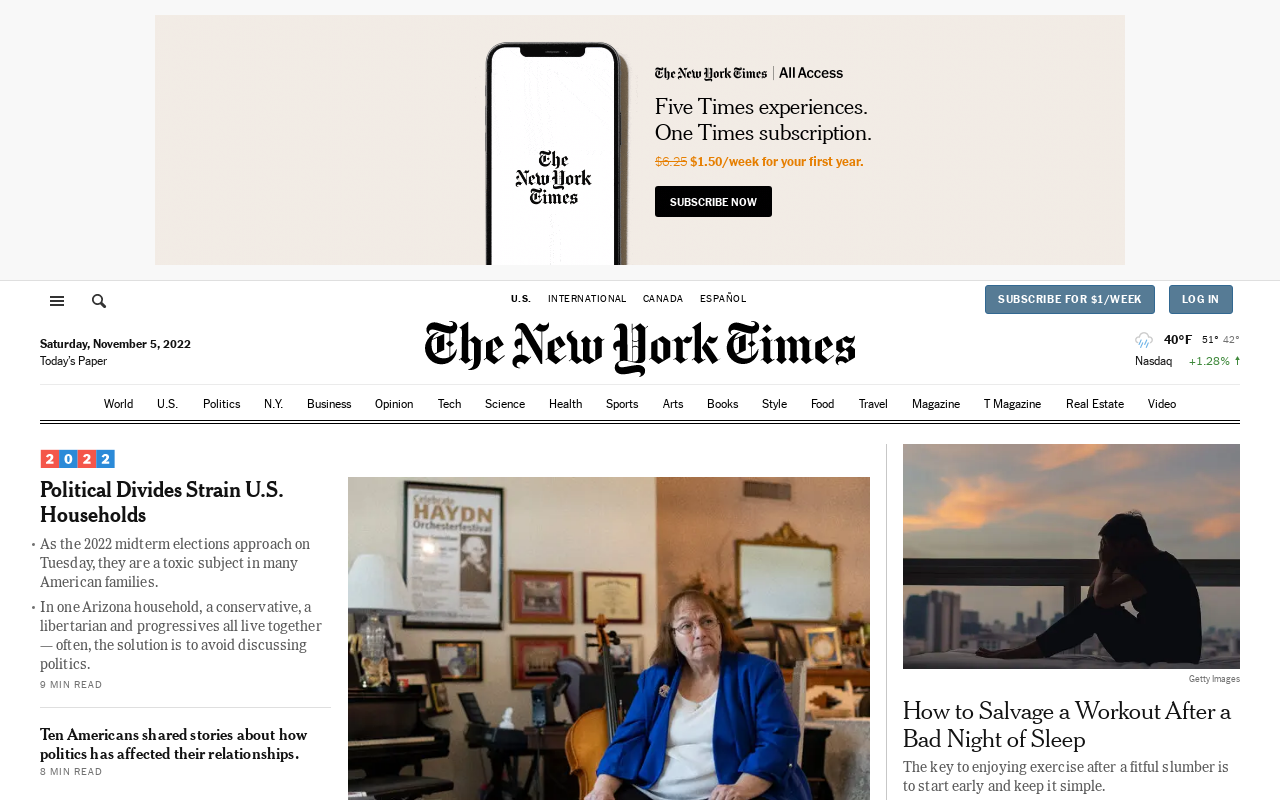 The New York Times | All Access
Five Times experiences.
One Times subscription.
$6.25 $1.50/week for your first year.
SUBSCRIBE NOW
The
New York
Times
U.S. INTERNATIONAL CANADA ESPAÑOL
SUBSCRIBE FOR $1/WEEK
LOG IN
The New York Times
Saturday, November 5, 2022
Today's Paper
40°F 51° 42°
Nasdaq +1.28% ↑
World U.S. Politics N.Y. Business Opinion Tech Science Health Sports Arts Books Style Food Travel Magazine T Magazine Real Estate Video
2022
Political Divides Strain U.S.
Households
• As the 2022 midterm elections approach on
Tuesday, they are a toxic subject in many
American families.
• In one Arizona household, a conservative, a
libertarian and progressives all live together
— often, the solution is to avoid discussing
politics.
9 MIN READ
Ten Americans shared stories about how
politics has affected their relationships.
8 MIN READ
Celebrate
HAYDN
Orchesterfestival
Getty Images
How to Salvage a Workout After a
Bad Night of Sleep
The key to enjoying exercise after a fitful slumber is
to start early and keep it simple.